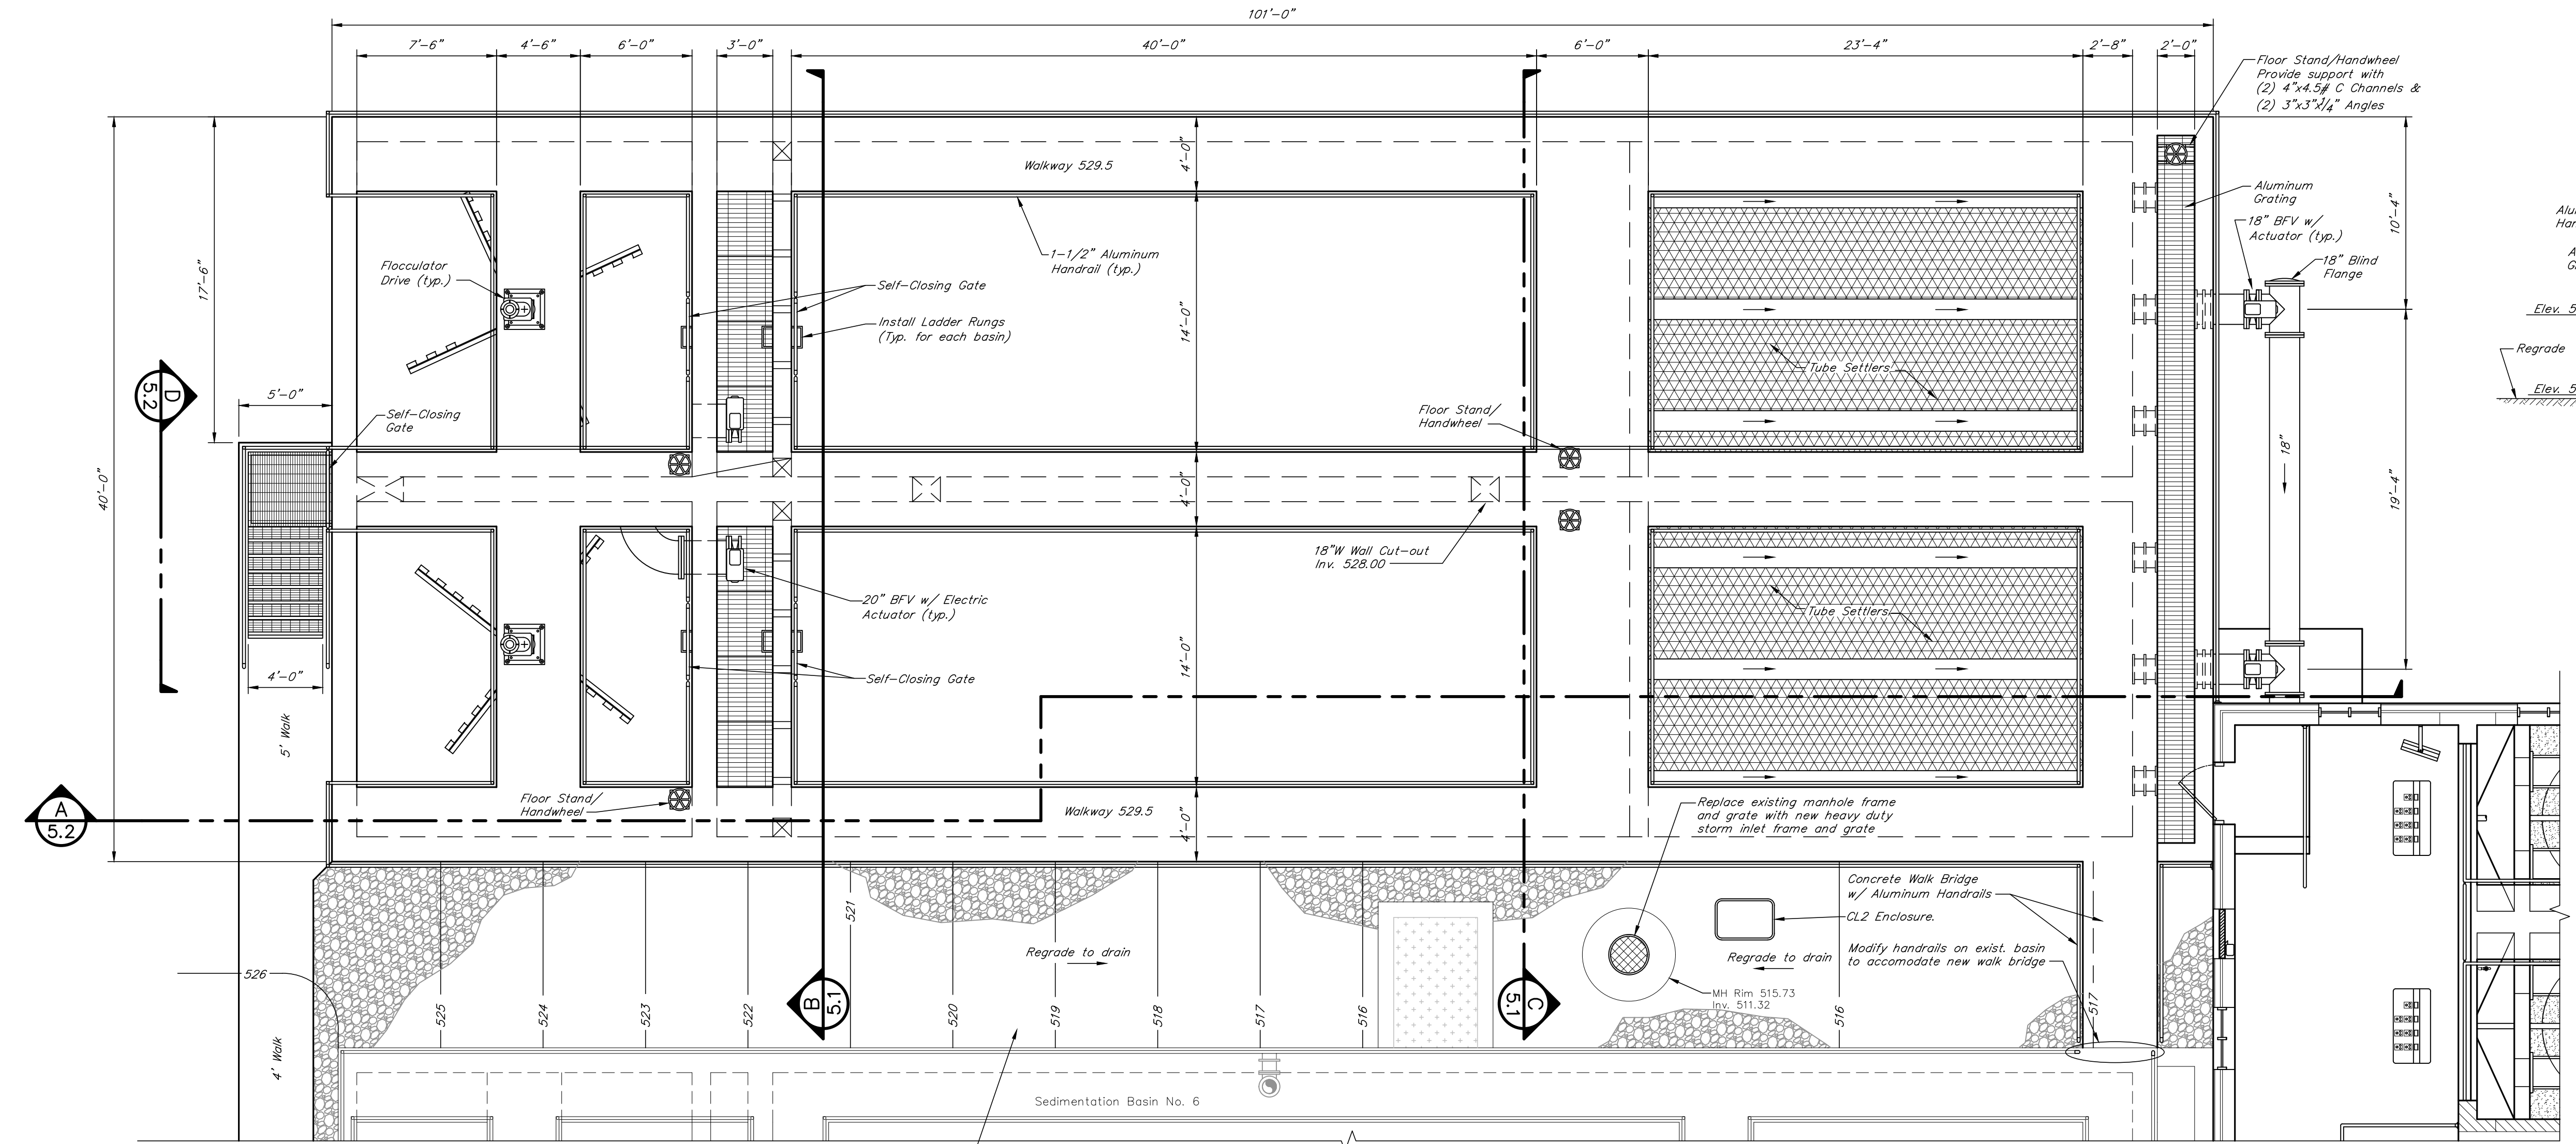 101'-0"
7'-6"
4'-6"
6'-0"
3'-0"
40'-0"
6'-0"
23'-4"
2'-8"
2'-0"
Floor Stand/Handwheel
Provide support with
(2) 4"x4.5# C Channels &
(2) 3"x3"x1/4" Angles
Walkway 529.5
4'-0"
17'-6"
40'-0"
Flocculator
Drive (typ.)
1-1/2" Aluminum
Handrail (typ.)
Self-Closing Gate
Install Ladder Rungs
(Typ. for each basin)
14'-0"
Tube Settlers
Aluminum
Grating
18" BFV w/
Actuator (typ.)
18" Blind
Flange
10'-4"
Elev. 5
Regrade
Elev. 5
D
5.2
5'-0"
Self-Closing
Gate
Floor Stand/
Handwheel
18"
19'-4"
4'-0"
18"W Wall Cut-out
Inv. 528.00
20" BFV w/ Electric
Actuator (typ.)
Self-Closing Gate
14'-0"
Tube Settlers
4'-0"
5' Walk
A
5.2
Floor Stand/
Handwheel
Walkway 529.5
4'-0"
Replace existing manhole frame
and grate with new heavy duty
storm inlet frame and grate
Concrete Walk Bridge
w/ Aluminum Handrails
CL2 Enclosure.
Modify handrails on exist. basin
to accomodate new walk bridge
Regrade to drain
Regrade to drain
MH Rim 515.73
Inv. 511.32
526
525
524
523
522
521
520
519
518
517
516
516
517
B
5.1
C
5.1
4' Walk
Sedimentation Basin No. 6